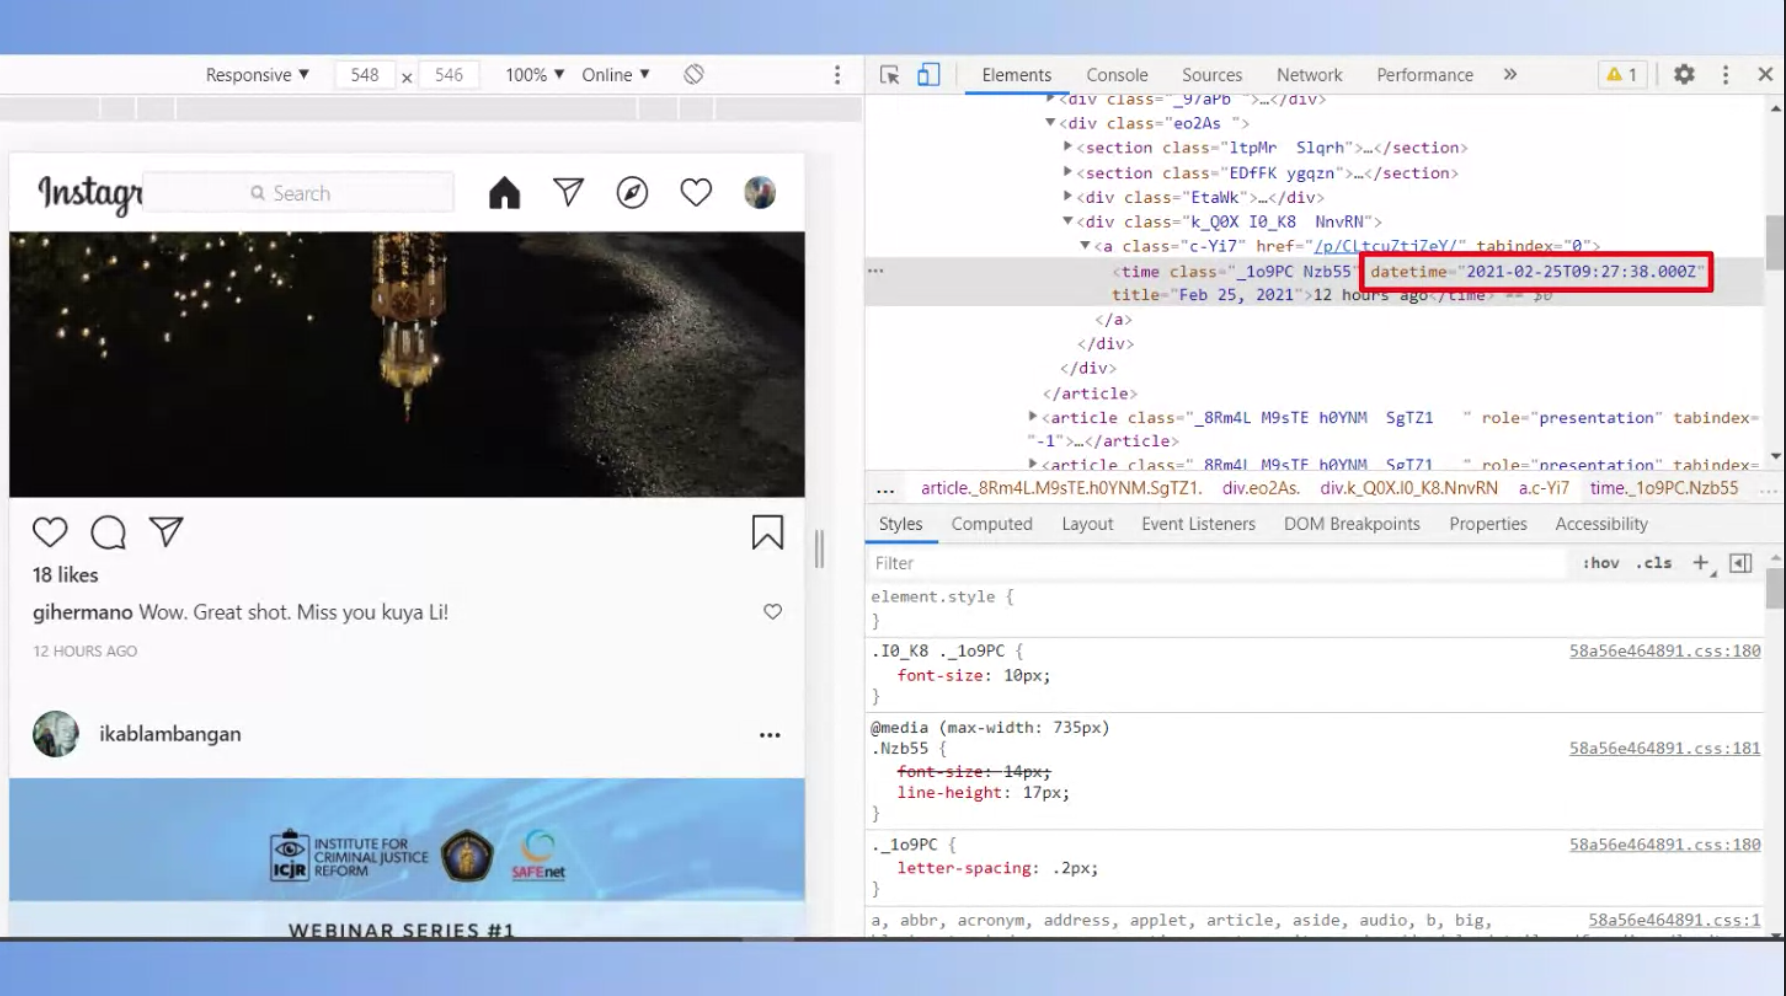 Responsive ▼ 548 × 546 100% ▼ Online ▼
Elements Console Sources Network Performance » 1
<div class="_97aPb ">…</div>
<div class="eo2As ">
<section class="ltpMr Slqrh">…</section>
<section class="EDfFK ygqzn">…</section>
<div class="EtaWk">…</div>
<div class="k_Q0X I0_K8 NnvRN">
<a class="c-Yi7" href="/p/CLtcuZtjZeY/" tabindex="0">
<time class="_1o9PC Nzb55" datetime="2021-02-25T09:27:38.000Z"
title="Feb 25, 2021">12 hours ago</time> == $0
</a>
</div>
</div>
</article>
<article class="_8Rm4L M9sTE h0YNM SgTZ1 " role="presentation" tabindex=
"-1">…</article>
<article class="_8Rm4L M9sTE h0YNM SgTZ1 " role="presentation" tabindex=
... article._8Rm4L.M9sTE.h0YNM.SgTZ1. div.eo2As. div.k_Q0X.I0_K8.NnvRN a.c-Yi7 time._1o9PC.Nzb55 ...
Styles Computed Layout Event Listeners DOM Breakpoints Properties Accessibility
Filter :hov .cls +
element.style {
}
.I0_K8 ._1o9PC { 58a56e464891.css:180
font-size: 10px;
}
@media (max-width: 735px)
.Nzb55 { 58a56e464891.css:181
font-size: 14px;
line-height: 17px;
}
._1o9PC { 58a56e464891.css:180
letter-spacing: .2px;
}
a, abbr, acronym, address, applet, article, aside, audio, b, big, 58a56e464891.css:1
Instagr Search
18 likes
gihermano Wow. Great shot. Miss you kuya Li!
12 HOURS AGO
ikablambangan
ICJR
INSTITUTE FOR
CRIMINAL JUSTICE
REFORM
SAFEnet
WEBINAR SERIES #1